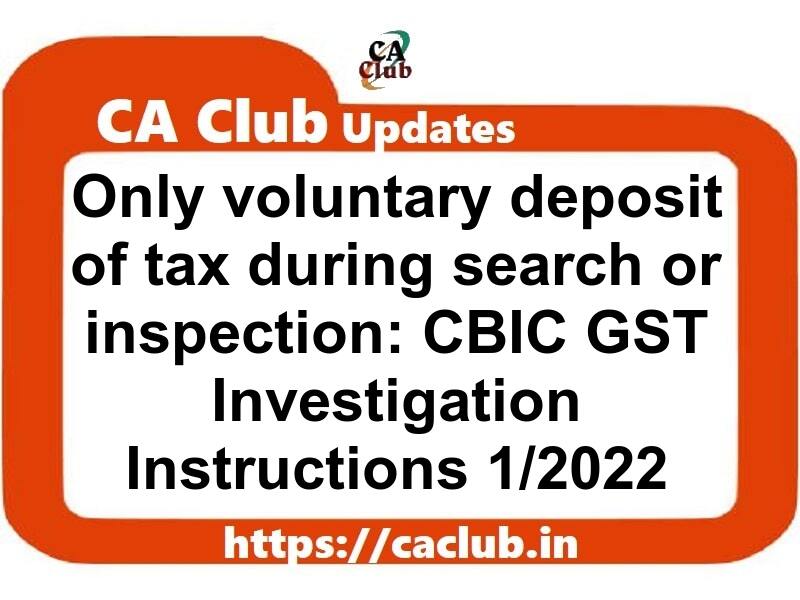 CA
Club
CA Club Updates
Only voluntary deposit
of tax during search or
inspection: CBIC GST
Investigation
Instructions 1/2022
https://caclub.in